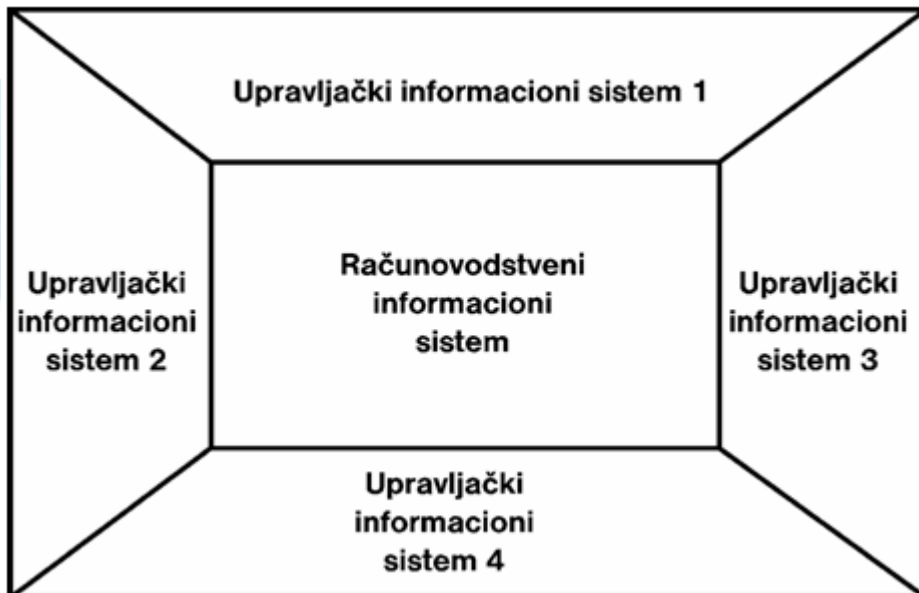 Upravljački informacioni sistem 1
Upravljački
informacioni
sistem 2
Računovodstveni
informacioni
sistem
Upravljački
informacioni
sistem 3
Upravljački
informacioni
sistem 4